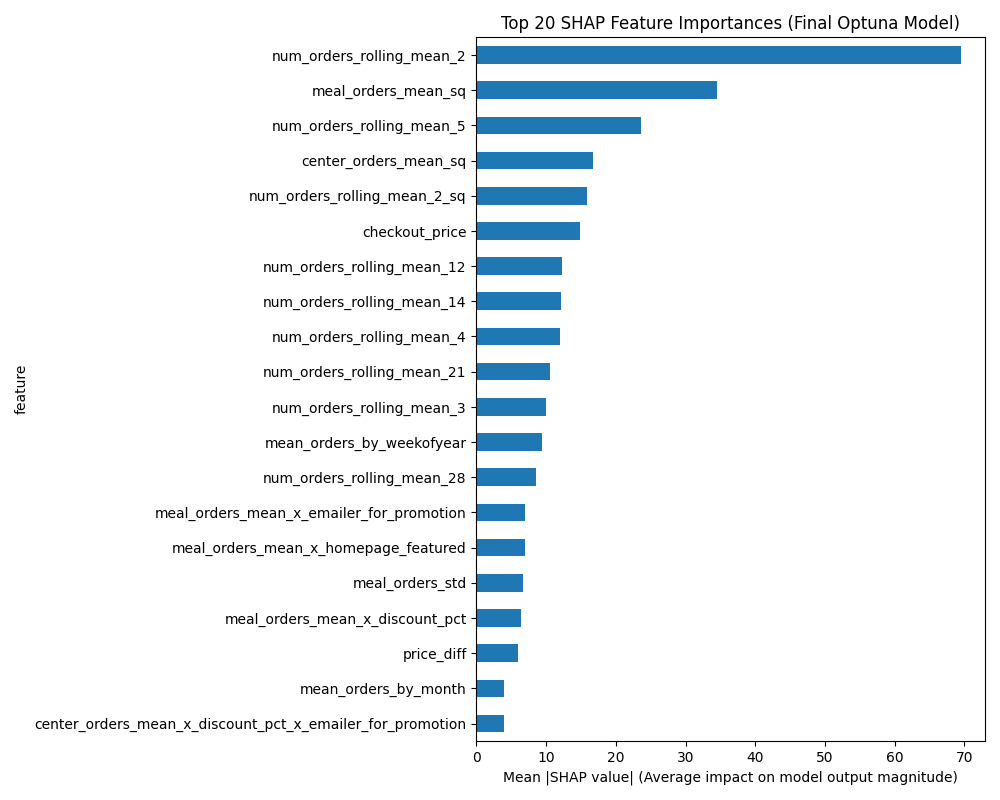 Top 20 SHAP Feature Importances (Final Optuna Model)
num_orders_rolling_mean_2
meal_orders_mean_sq
num_orders_rolling_mean_5
center_orders_mean_sq
num_orders_rolling_mean_2_sq
checkout_price
num_orders_rolling_mean_12
num_orders_rolling_mean_14
num_orders_rolling_mean_4
num_orders_rolling_mean_21
num_orders_rolling_mean_3
mean_orders_by_weekofyear
num_orders_rolling_mean_28
meal_orders_mean_x_emailer_for_promotion
meal_orders_mean_x_homepage_featured
meal_orders_std
meal_orders_mean_x_discount_pct
price_diff
mean_orders_by_month
center_orders_mean_x_discount_pct_x_emailer_for_promotion
feature
0 10 20 30 40 50 60 70
Mean |SHAP value| (Average impact on model output magnitude)